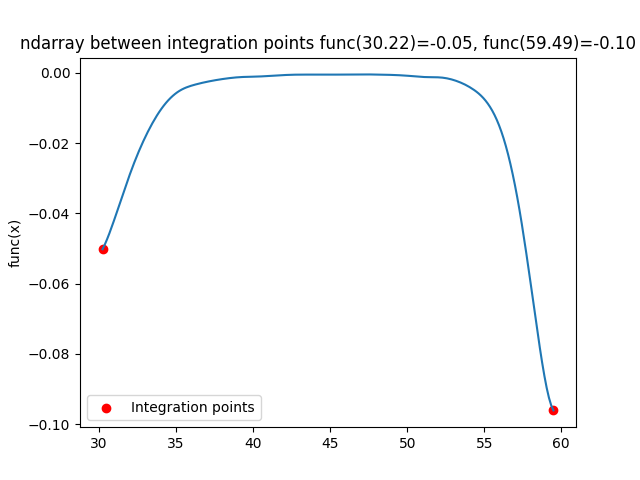 ndarray between integration points func(30.22)=-0.05, func(59.49)=-0.10
0.00
−0.02
−0.04
−0.06
−0.08
−0.10
func(x)
Integration points
30 35 40 45 50 55 60